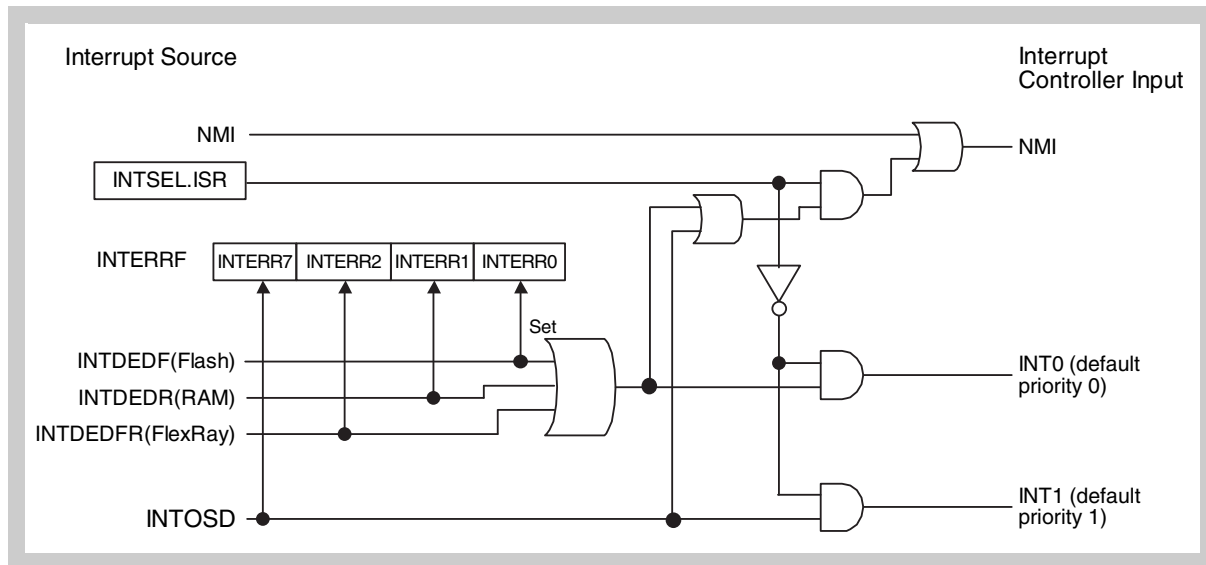 Interrupt Source
Interrupt
Controller Input
NMI
NMI
INTSEL.ISR
INTERRF
INTERR7
INTERR2
INTERR1
INTERR0
Set
INTDEDF(Flash)
INTDEDR(RAM)
INTDEDFR(FlexRay)
INT0 (default
priority 0)
INTOSD
INT1 (default
priority 1)